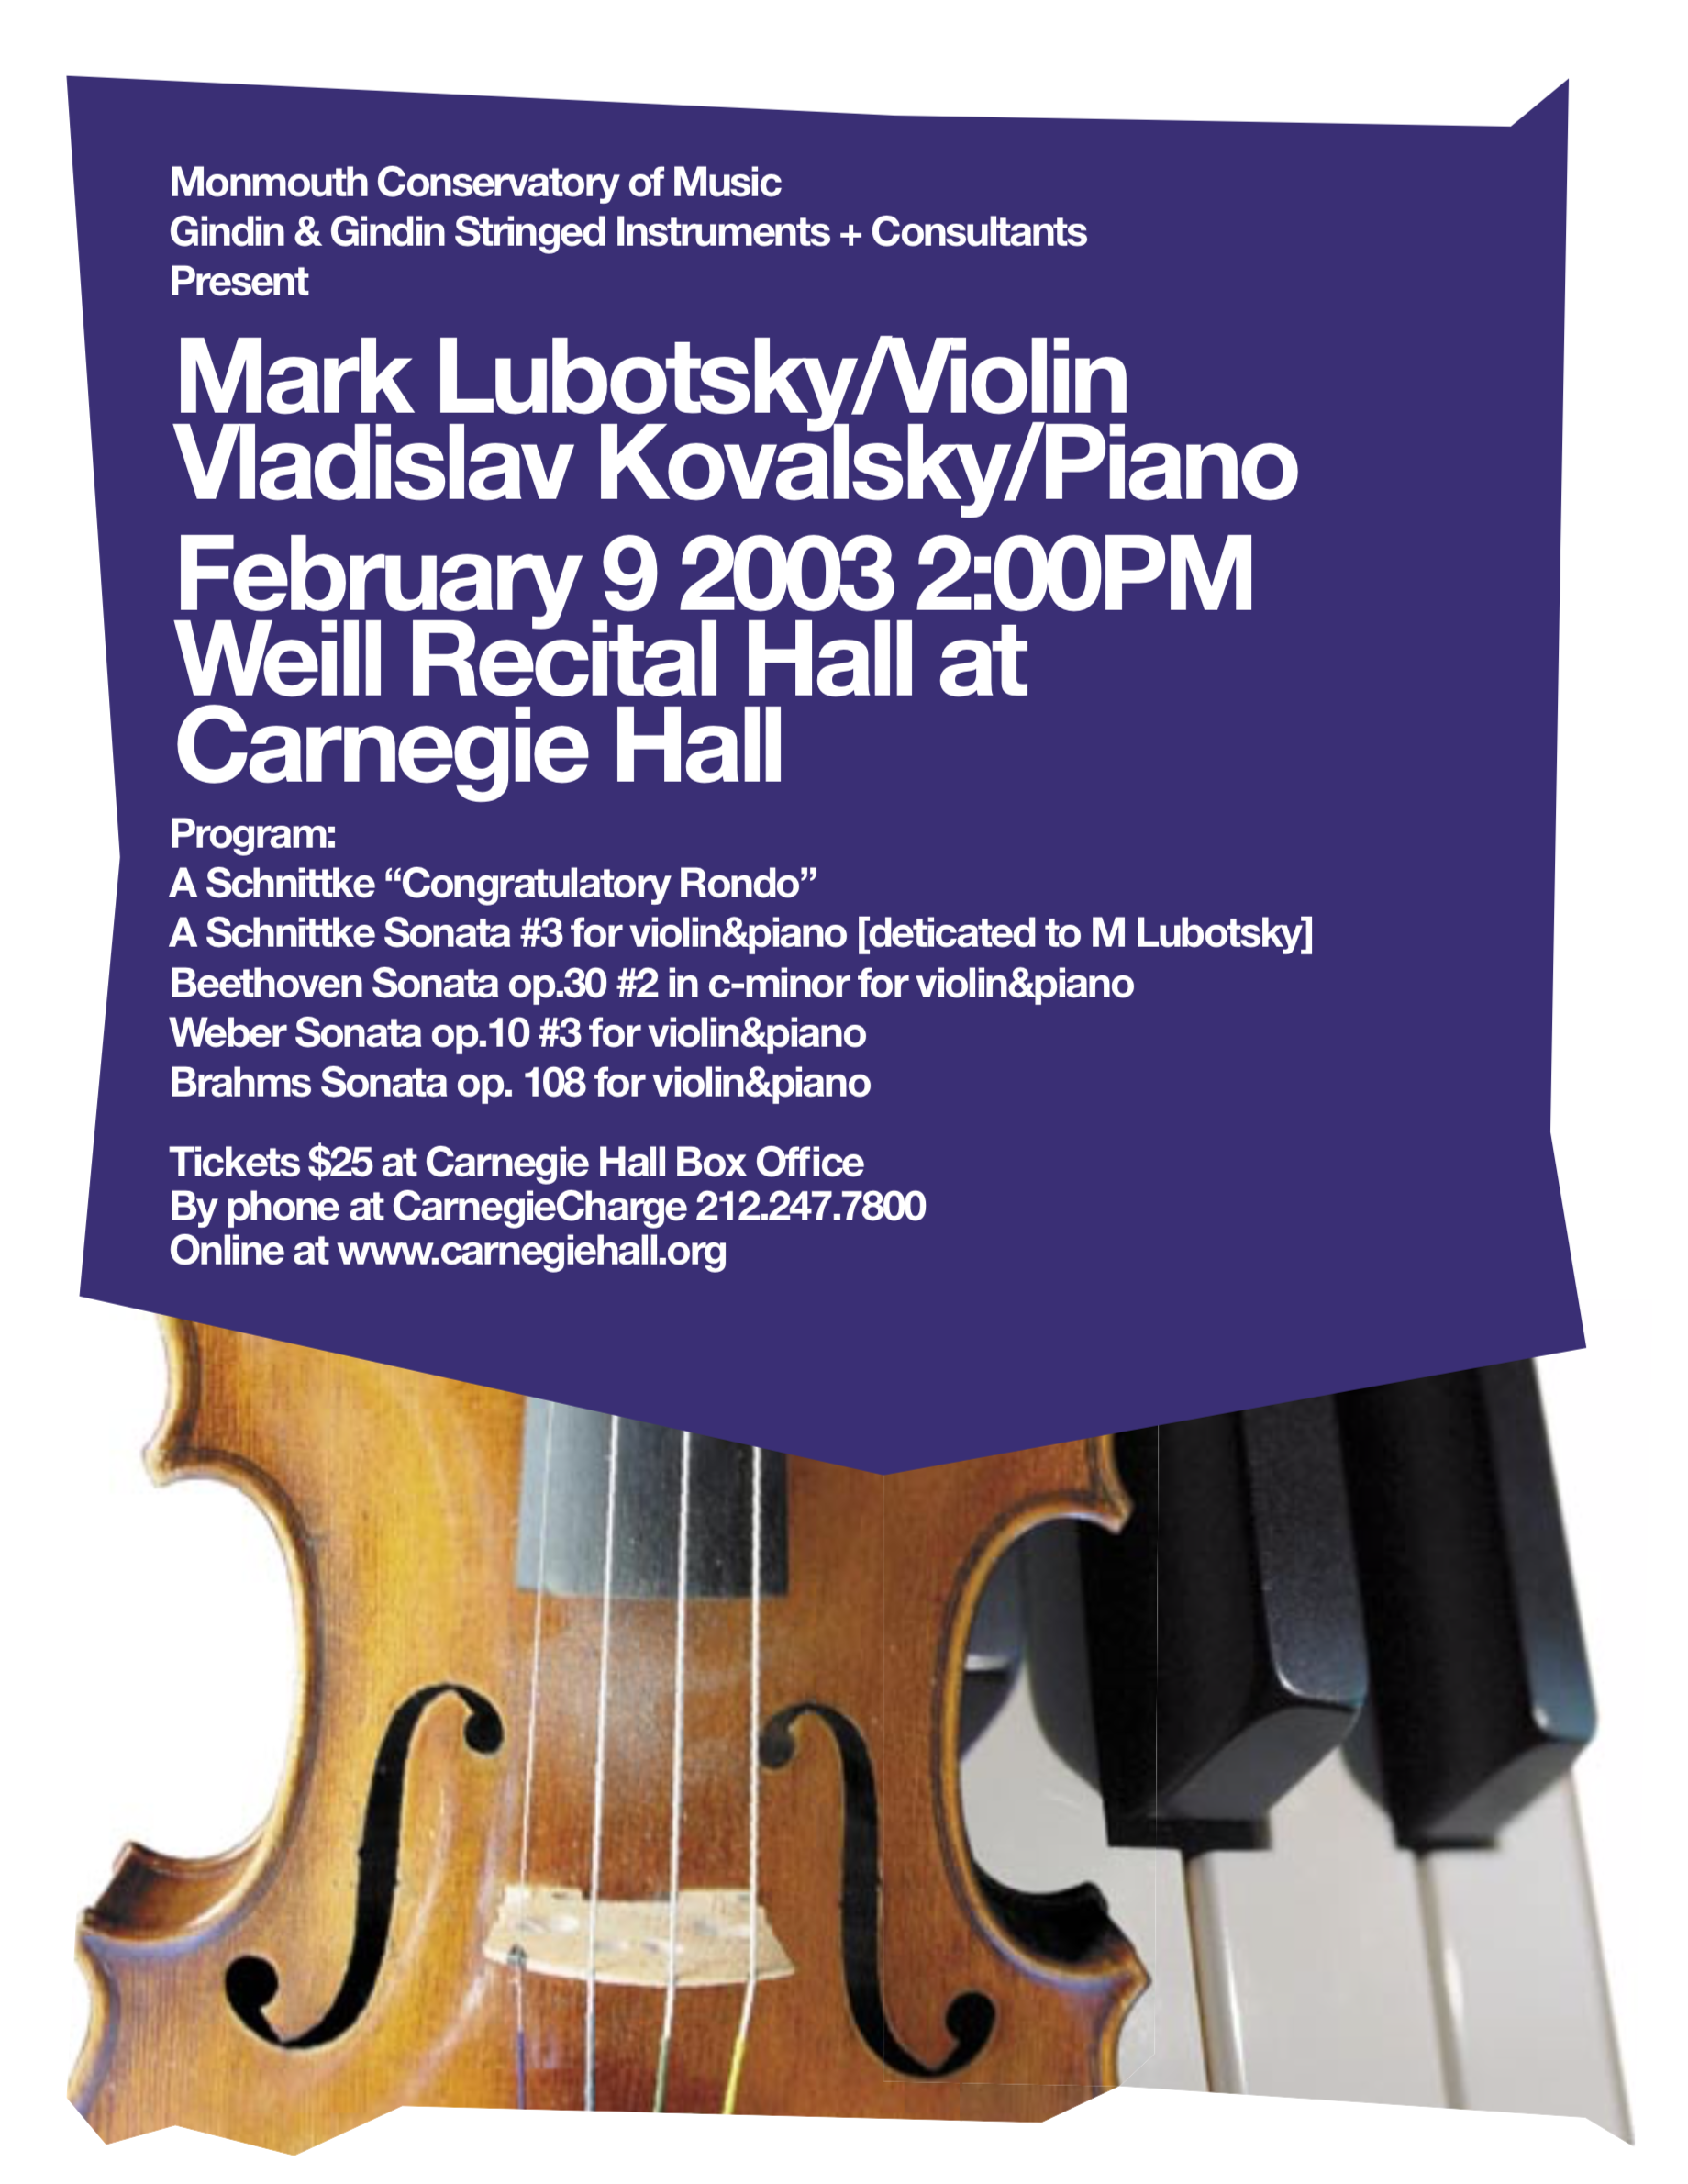 Monmouth Conservatory of Music
Gindin & Gindin Stringed Instruments + Consultants
Present
Mark Lubotsky/Violin
Vladislav Kovalsky/Piano
February 9 2003 2:00PM
Weill Recital Hall at
Carnegie Hall
Program:
A Schnittke “Congratulatory Rondo”
A Schnittke Sonata #3 for violin&piano [deticated to M Lubotsky]
Beethoven Sonata op.30 #2 in c-minor for violin&piano
Weber Sonata op.10 #3 for violin&piano
Brahms Sonata op. 108 for violin&piano
Tickets $25 at Carnegie Hall Box Office
By phone at CarnegieCharge 212.247.7800
Online at www.carnegiehall.org